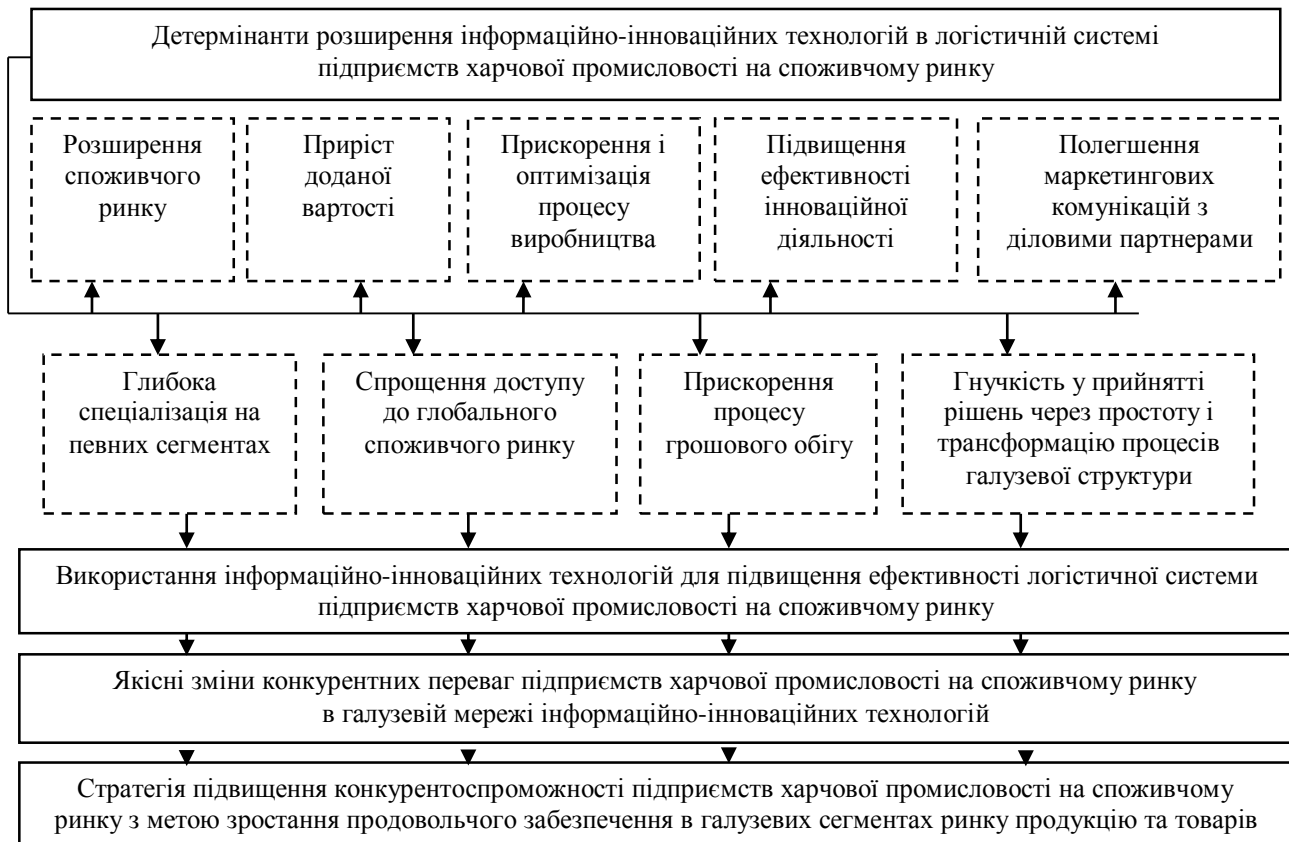 Детермінанти розширення інформаційно-інноваційних технологій в логістичній системі
підприємств харчової промисловості на споживчому ринку
Розширення
споживчого
ринку
Приріст
доданої
вартості
Прискорення і
оптимізація
процесу
виробництва
Підвищення
ефективності
інноваційної
діяльності
Полегшення
маркетингових
комунікацій з
діловими партнерами
Глибока
спеціалізація на
певних сегментах
Спрощення доступу
до глобального
споживчого ринку
Прискорення
процесу
грошового обігу
Гнучкість у прийнятті
рішень через простоту і
трансформацію процесів
галузевої структури
Використання інформаційно-інноваційних технологій для підвищення ефективності логістичної системи
підприємств харчової промисловості на споживчому ринку
Якісні зміни конкурентних переваг підприємств харчової промисловості на споживчому ринку
в галузевій мережі інформаційно-інноваційних технологій
Стратегія підвищення конкурентоспроможності підприємств харчової промисловості на споживчому
ринку з метою зростання продовольчого забезпечення в галузевих сегментах ринку продукцію та товарів